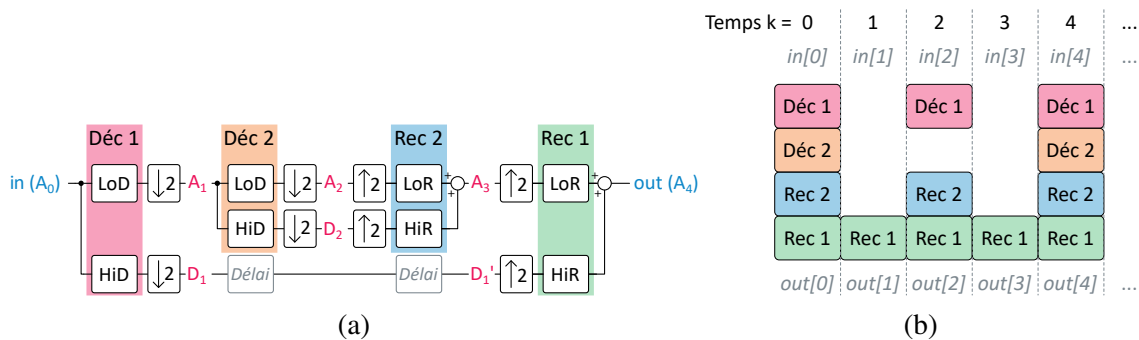 Déc 1 Déc 2 Rec 2 Rec 1
in (A0) LoD ↓2 A1 LoD ↓2 A2 ↑2 LoR + + A3 ↑2 LoR + + out (A4)
HiD ↓2 D2 ↑2 HiR
HiD ↓2 D1 Délai Délai D1' ↑2 HiR
(a)
Temps k = 0 1 2 3 4 ...
in[0] in[1] in[2] in[3] in[4] ...
Déc 1 Déc 1 Déc 1
Déc 2 Déc 2
Rec 2 Rec 2 Rec 2
Rec 1 Rec 1 Rec 1 Rec 1 Rec 1
out[0] out[1] out[2] out[3] out[4] ...
(b)